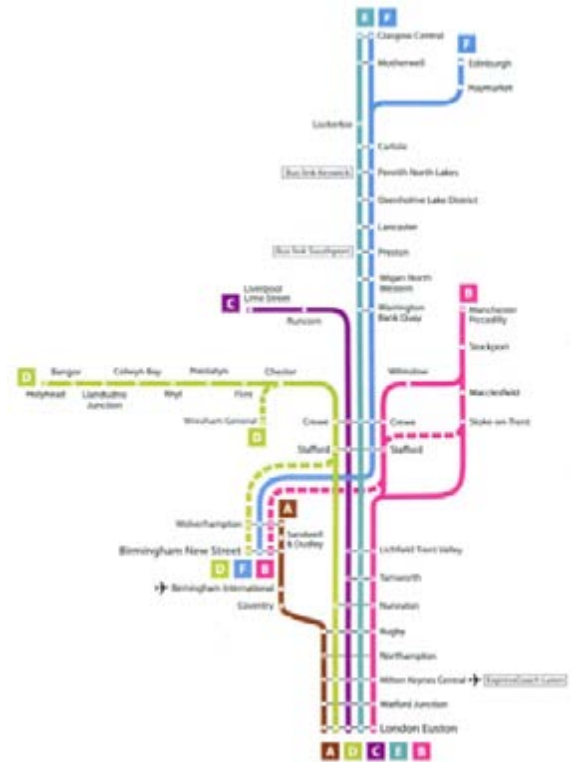 E F
Glasgow Central
F
Motherwell
Edinburgh
Haymarket
Lockerbie
Carlisle
Bus link Keswick
Penrith North Lakes
Oxenholme Lake District
Lancaster
Bus link Southport
Preston
Wigan North
Western
C
Liverpool
Lime Street
B
Runcorn
Warrington
Bank Quay
Manchester
Piccadilly
Stockport
D
Bangor
Colwyn Bay
Prestatyn
Chester
Wilmslow
Holyhead
Llandudno
Junction
Rhyl
Flint
Macclesfield
Wrexham General
D
Crewe
Crewe
Stoke-on-Trent
Stafford
Stafford
A
Wolverhampton
Sandwell
& Dudley
Birmingham New Street
Lichfield Trent Valley
D F B
Birmingham International
Tamworth
Coventry
Nuneaton
Rugby
Northampton
Milton Keynes Central
Watford Junction
London Euston
A D C E B